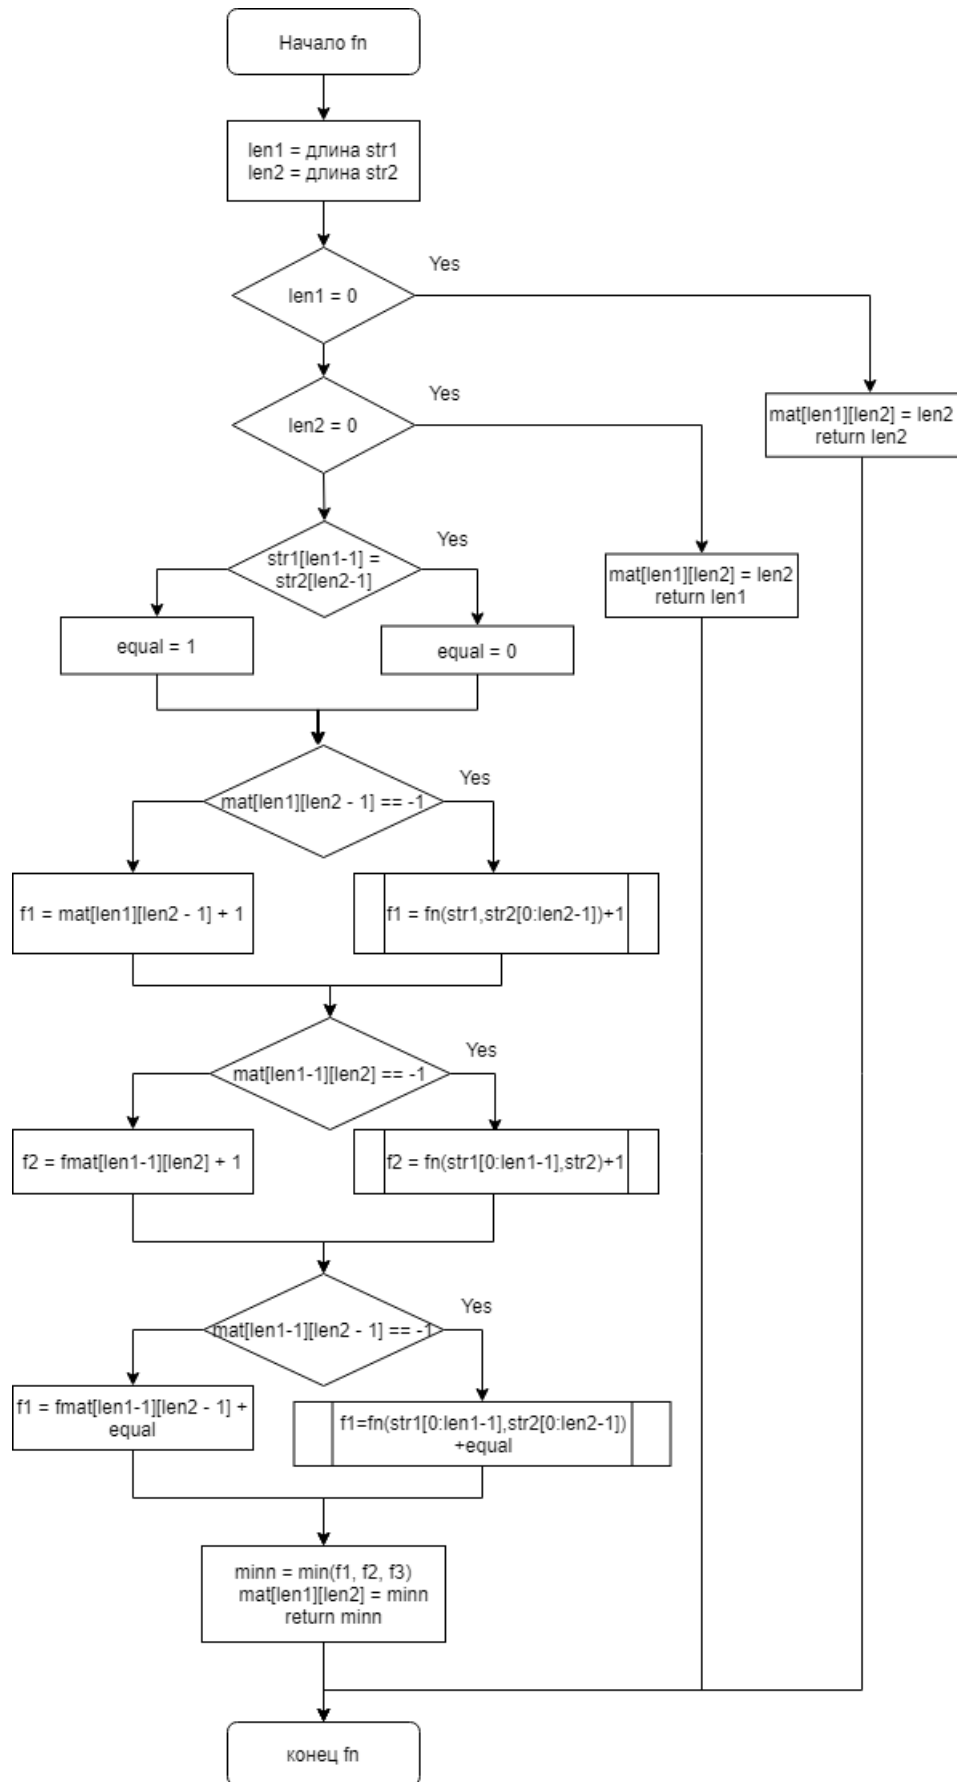 Начало fn
len1 = длина str1
len2 = длина str2
Yes
len1 = 0
Yes
len2 = 0
mat[len1][len2] = len2
return len2
Yes
str1[len1-1] =
str2[len2-1]
mat[len1][len2] = len2
return len1
equal = 1
equal = 0
Yes
mat[len1][len2 - 1] == -1
f1 = mat[len1][len2 - 1] + 1
f1 = fn(str1,str2[0:len2-1])+1
Yes
mat[len1-1][len2] == -1
f2 = fmat[len1-1][len2] + 1
f2 = fn(str1[0:len1-1],str2)+1
Yes
mat[len1-1][len2 - 1] == -1
f1 = fmat[len1-1][len2 - 1] +
equal
f1=fn(str1[0:len1-1],str2[0:len2-1])
+equal
minn = min(f1, f2, f3)
mat[len1][len2] = minn
return minn
конец fn